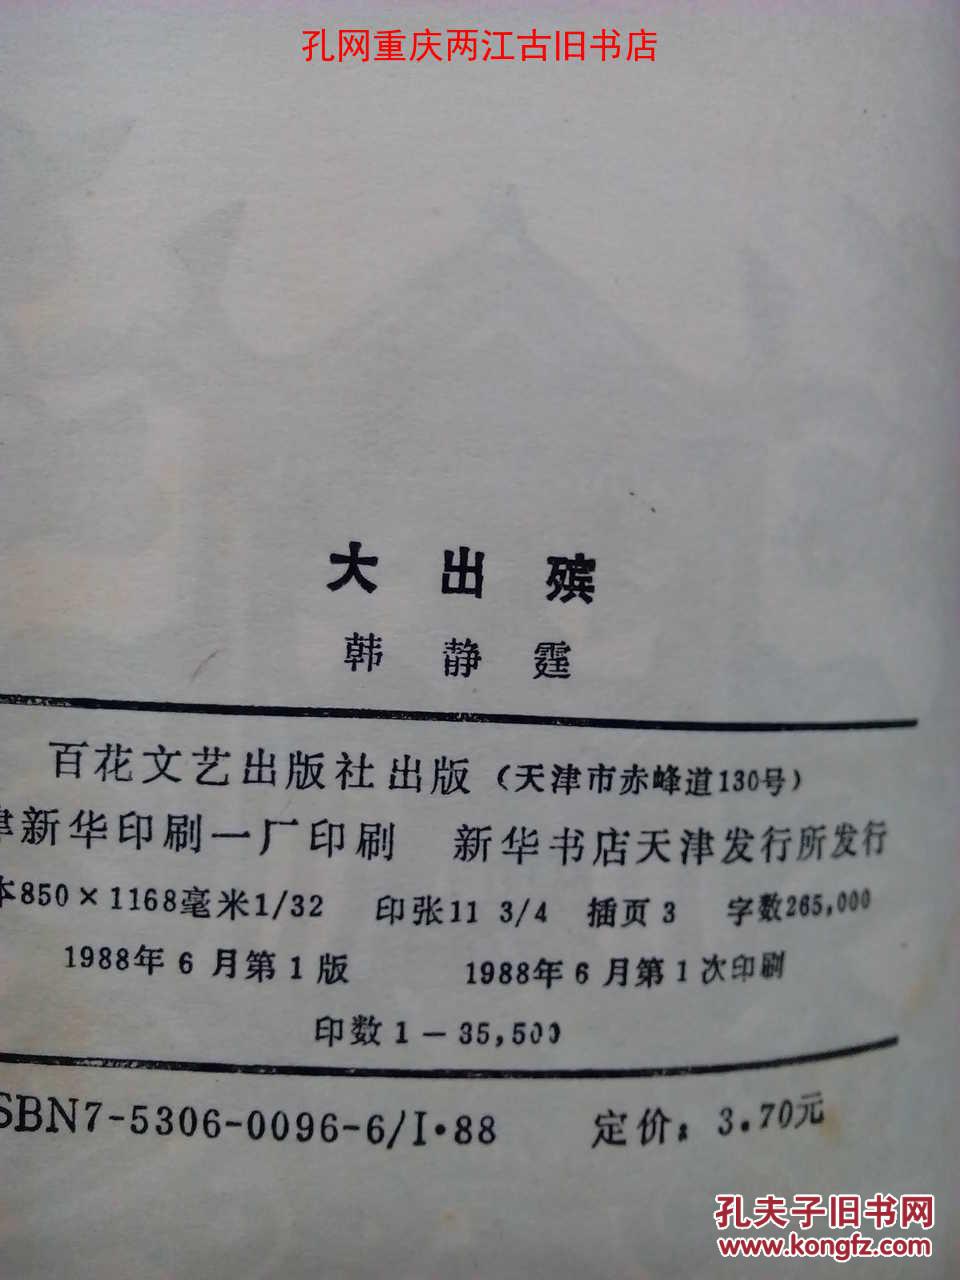 孔网重庆两江古旧书店
大出殡
韩静霆
百花文艺出版社出版（天津市赤峰道130号）
津新华印刷一厂印刷 新华书店天津发行所发行
本850×1168毫米1/32 印张11 3/4 插页3 字数265,000
1988年6月第1版 1988年6月第1次印刷
印数1—35,500
SBN7-5306-0096-6/I·88 定价：3.70元
孔夫子旧书网
www.kongfz.com